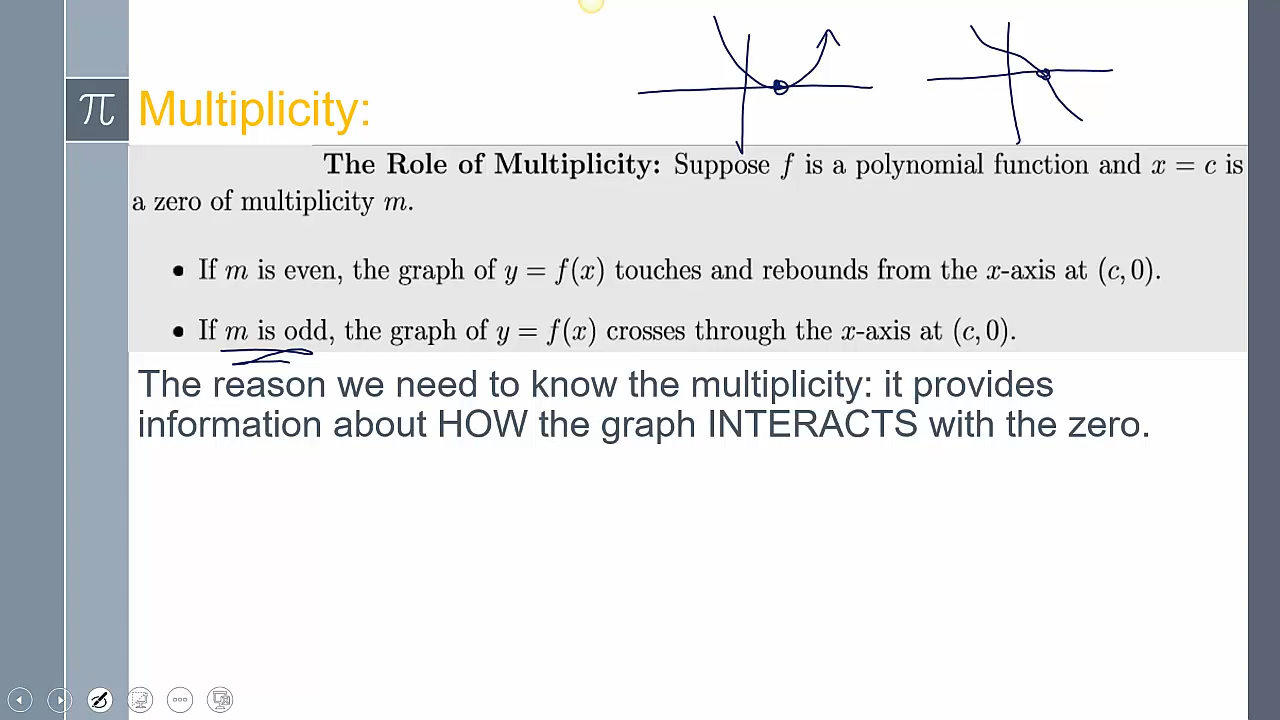 π Multiplicity:
The Role of Multiplicity: Suppose f is a polynomial function and x = c is
a zero of multiplicity m.
• If m is even, the graph of y = f(x) touches and rebounds from the x-axis at (c, 0).
• If m is odd, the graph of y = f(x) crosses through the x-axis at (c, 0).
The reason we need to know the multiplicity: it provides
information about HOW the graph INTERACTS with the zero.